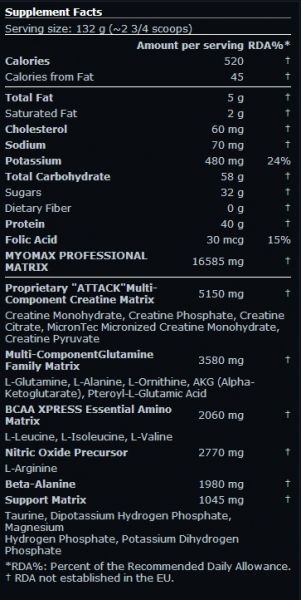 Supplement Facts
Serving size: 132 g (~2 3/4 scoops)
Amount per serving RDA%*
Calories 520 †
Calories from Fat 45 †
Total Fat 5 g †
Saturated Fat 2 g †
Cholesterol 60 mg †
Sodium 70 mg †
Potassium 480 mg 24%
Total Carbohydrate 58 g †
Sugars 32 g †
Dietary Fiber 0 g †
Protein 40 g †
Folic Acid 30 mcg 15%
MYOMAX PROFESSIONAL
MATRIX 16585 mg †
Proprietary "ATTACK"Multi-
Component Creatine Matrix 5150 mg †
Creatine Monohydrate, Creatine Phosphate, Creatine
Citrate, MicronTec Micronized Creatine Monohydrate,
Creatine Pyruvate
Multi-ComponentGlutamine
Family Matrix 3580 mg †
L-Glutamine, L-Alanine, L-Ornithine, AKG (Alpha-
Ketoglutarate), Pteroyl-L-Glutamic Acid
BCAA XPRESS Essential Amino
Matrix 2060 mg †
L-Leucine, L-Isoleucine, L-Valine
Nitric Oxide Precursor 2770 mg †
L-Arginine
Beta-Alanine 1980 mg †
Support Matrix 1045 mg †
Taurine, Dipotassium Hydrogen Phosphate,
Magnesium
Hydrogen Phosphate, Potassium Dihydrogen
Phosphate
*RDA%: Percent of the Recommended Daily Allowance.
† RDA not established in the EU.